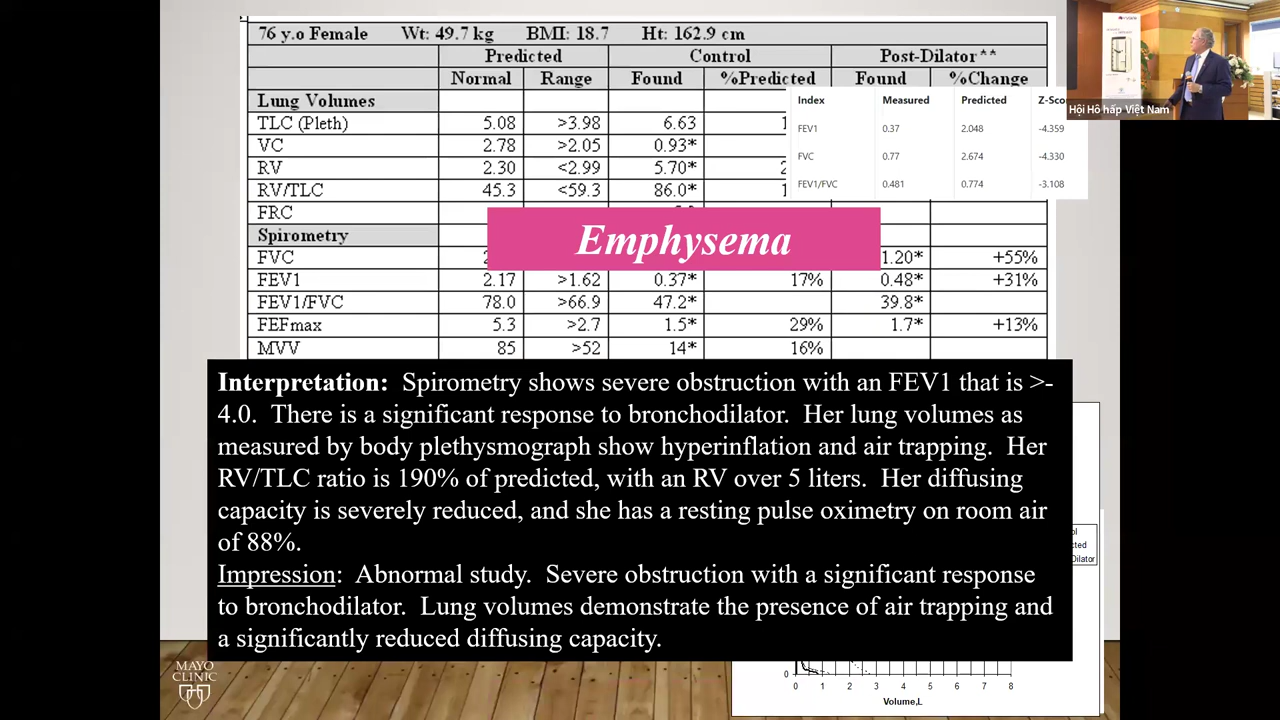 76 y.o Female Wt: 49.7 kg BMI: 18.7 Ht: 162.9 cm
Predicted Control Post-Dilator**
Normal Range Found %Predicted Found %Change
Lung Volumes
TLC (Pleth) 5.08 >3.98 6.63 1
VC 2.78 >2.05 0.93*
RV 2.30 <2.99 5.70* 2
RV/TLC 45.3 <59.3 86.0* 1
FRC
Spirometry
FVC 1.20* +55%
FEV1 2.17 >1.62 0.37* 17% 0.48* +31%
FEV1/FVC 78.0 >66.9 47.2* 39.8*
FEFmax 5.3 >2.7 1.5* 29% 1.7* +13%
MVV 85 >52 14* 16%
Index Measured Predicted Z-Sco
FEV1 0.37 2.048 -4.359
FVC 0.77 2.674 -4.330
FEV1/FVC 0.481 0.774 -3.108
Hội Hô hấp Việt Nam
Emphysema
Interpretation: Spirometry shows severe obstruction with an FEV1 that is >-
4.0. There is a significant response to bronchodilator. Her lung volumes as
measured by body plethysmograph show hyperinflation and air trapping. Her
RV/TLC ratio is 190% of predicted, with an RV over 5 liters. Her diffusing
capacity is severely reduced, and she has a resting pulse oximetry on room air
of 88%.
Impression: Abnormal study. Severe obstruction with a significant response
to bronchodilator. Lung volumes demonstrate the presence of air trapping and
a significantly reduced diffusing capacity.
ol
cted
Dilator
0
0 1 2 3 4 5 6 7 8
Volume,L
MAYO
CLINIC